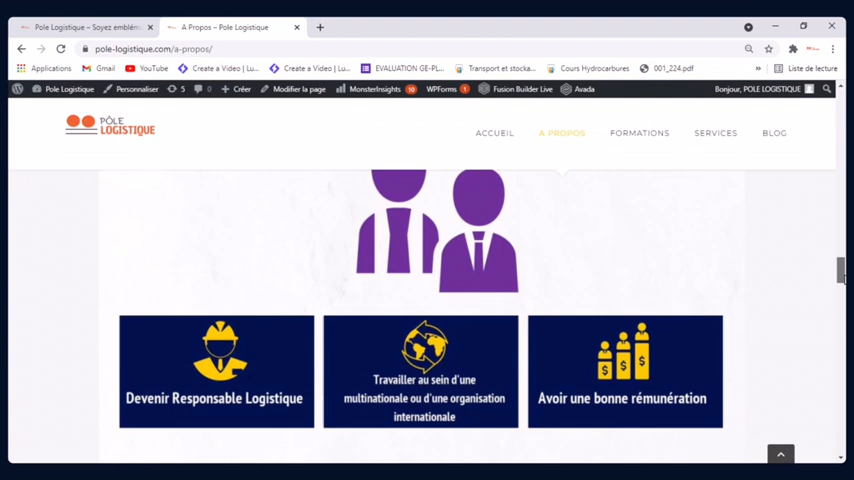 Pole Logistique – Soyez embléma
A Propos – Pole Logistique
pole-logistique.com/a-propos/
Applications
Gmail
YouTube
Create a Video | Lu...
Create a Video | Lu...
EVALUATION GE-PL...
Transport et stocka...
Cours Hydrocarbures
001_224.pdf
»
Liste de lecture
Pole Logistique
Personnaliser
5
0
Créer
Modifier la page
MonsterInsights 10
WPForms 1
Fusion Builder Live
Avada
Bonjour, POLE LOGISTIQUE
PÔLE
LOGISTIQUE
ACCUEIL
A PROPOS
FORMATIONS
SERVICES
BLOG
Devenir Responsable Logistique
Travailler au sein d'une
multinationale ou d'une organisation
internationale
$ $ $
Avoir une bonne rémunération